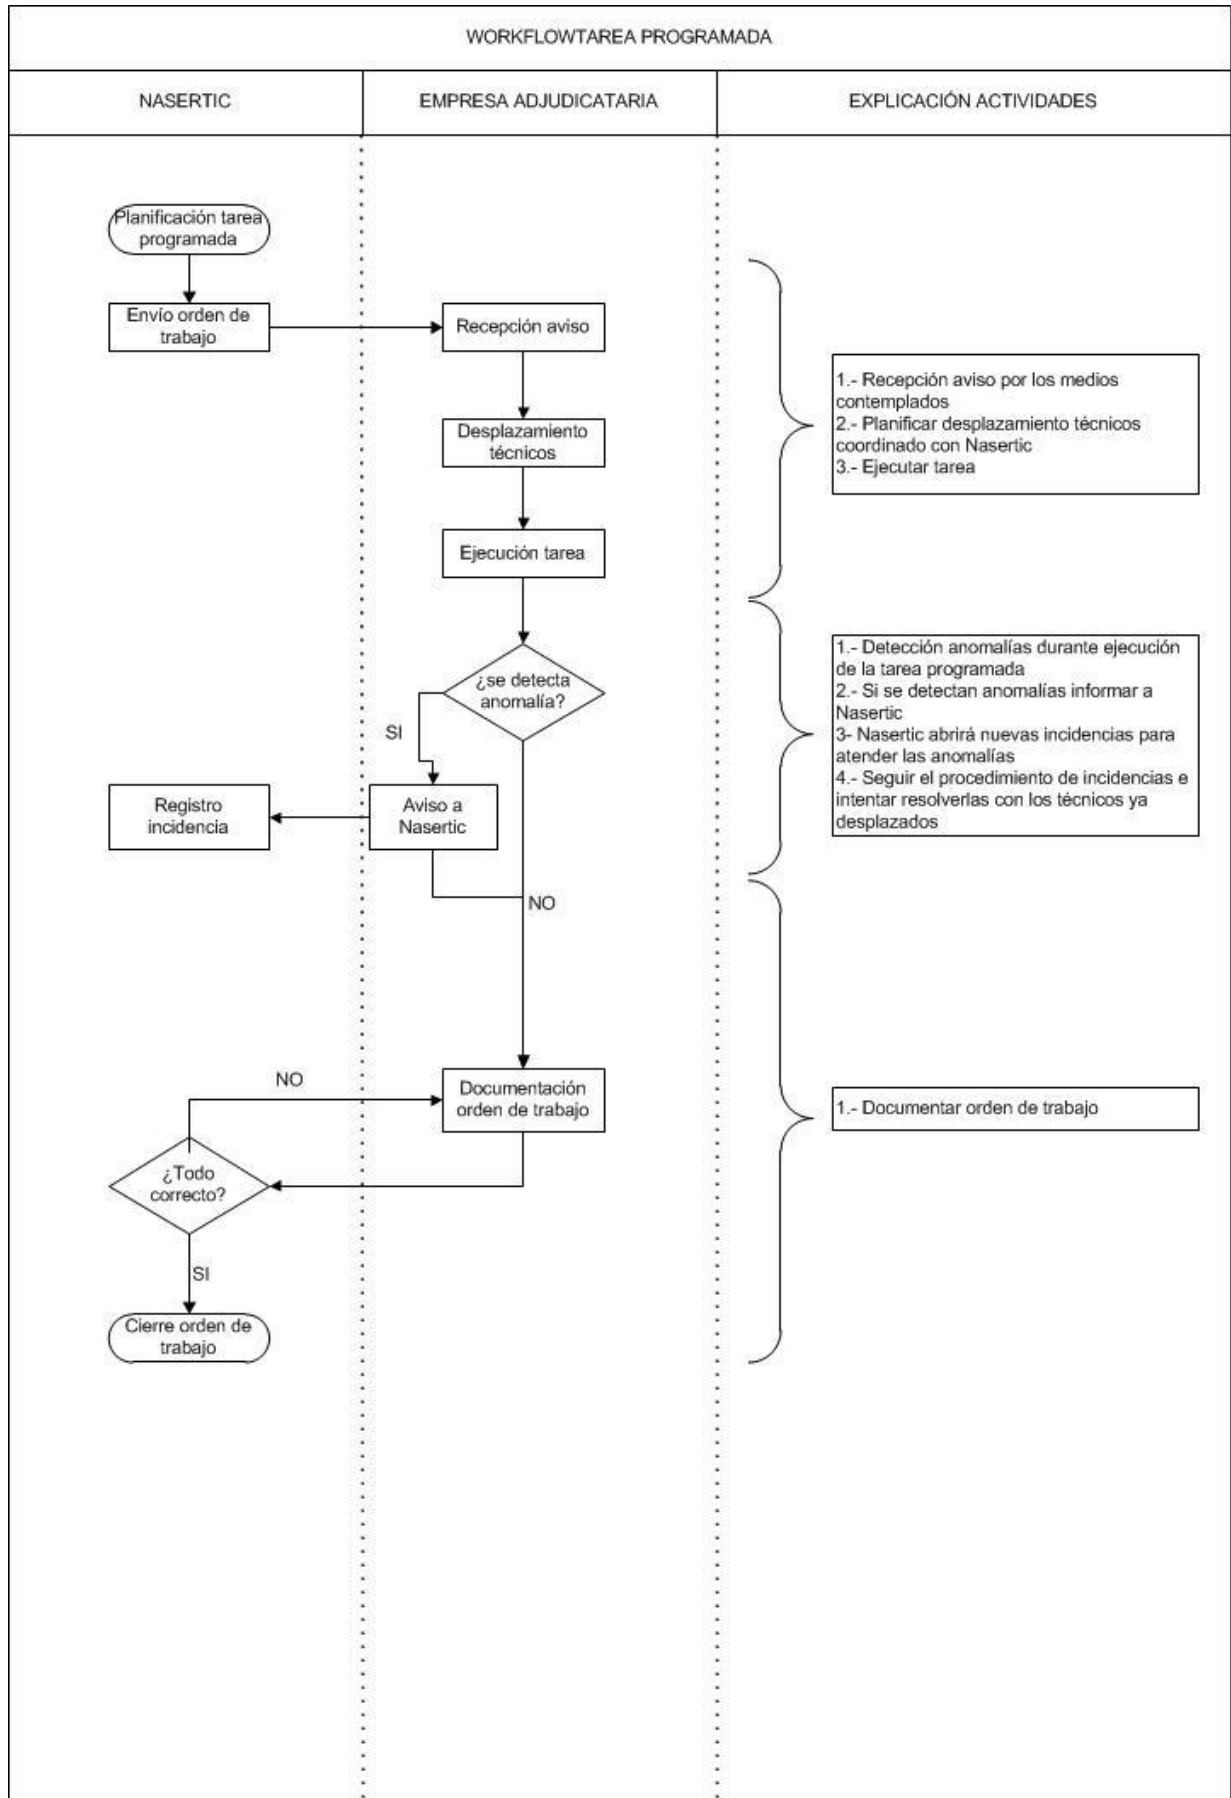 WORKFLOWTAREA PROGRAMADA
NASERTIC
EMPRESA ADJUDICATARIA
EXPLICACIÓN ACTIVIDADES
Planificación tarea
programada
Envío orden de
trabajo
Recepción aviso
Desplazamiento
técnicos
Ejecución tarea
1.- Recepción aviso por los medios
contemplados
2.- Planificar desplazamiento técnicos
coordinado con Nasertic
3.- Ejecutar tarea
¿se detecta
anomalía?
SI
Aviso a
Nasertic
Registro
incidencia
NO
1.- Detección anomalías durante ejecución
de la tarea programada
2.- Si se detectan anomalías informar a
Nasertic
3- Nasertic abrirá nuevas incidencias para
atender las anomalías
4.- Seguir el procedimiento de incidencias e
intentar resolverlas con los técnicos ya
desplazados
Documentación
orden de trabajo
NO
¿Todo
correcto?
SI
Cierre orden de
trabajo
1.- Documentar orden de trabajo